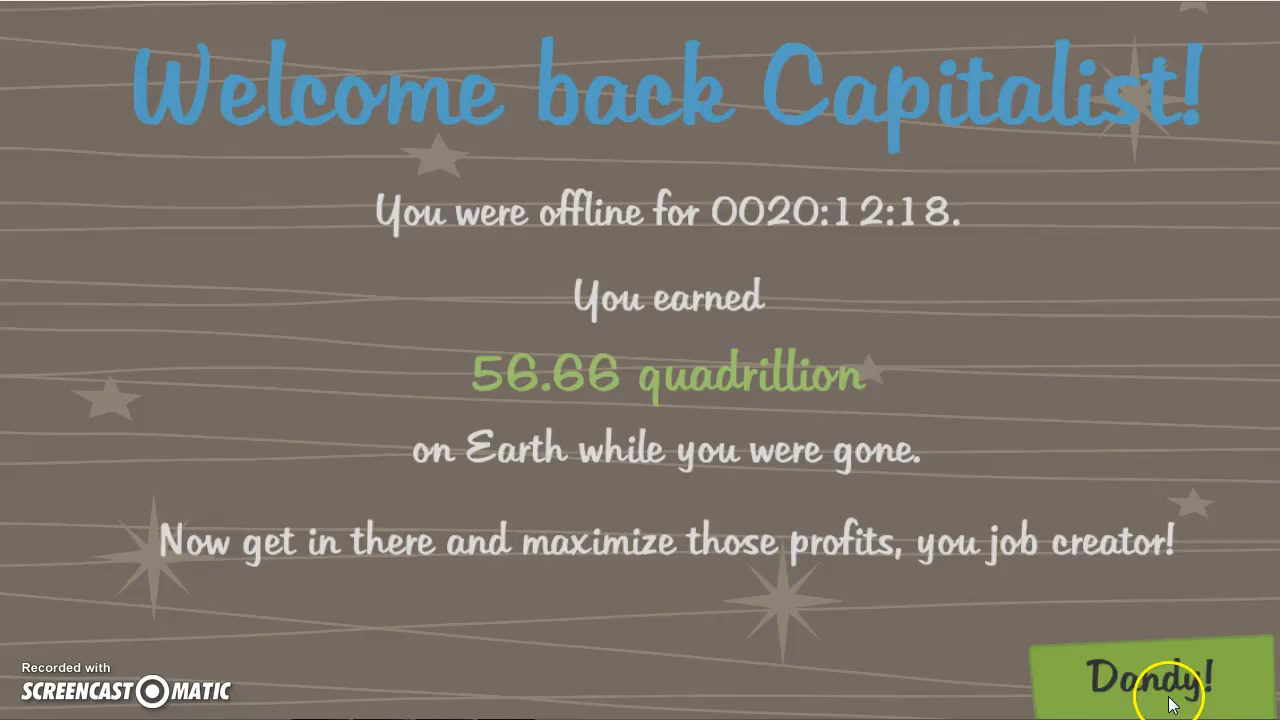 Welcome back Capitalist!
You were offline for 0020:12:18.
You earned
56.66 quadrillion
on Earth while you were gone.
Now get in there and maximize those profits, you job creator!
Dandy!
Recorded with
SCREENCAST-O-MATIC